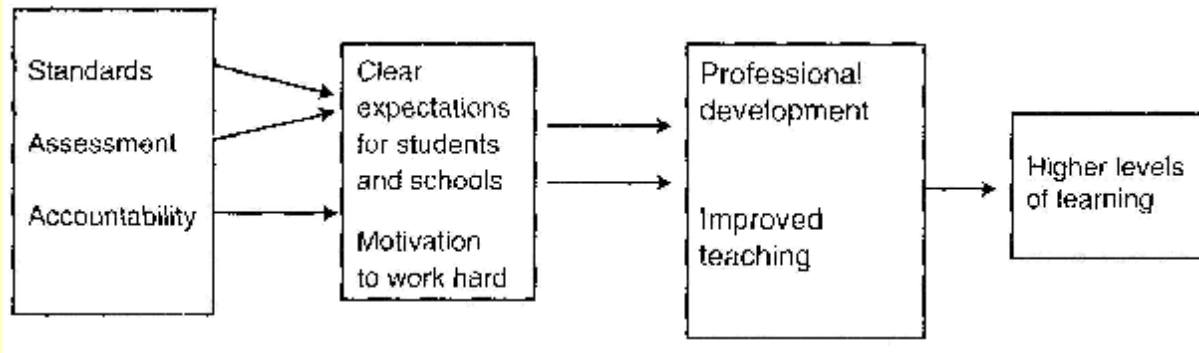 Standards
Assessment
Accountability
Clear
expectations
for students
and schools
Motivation
to work hard
Professional
development
Improved
teaching
Higher levels
of learning